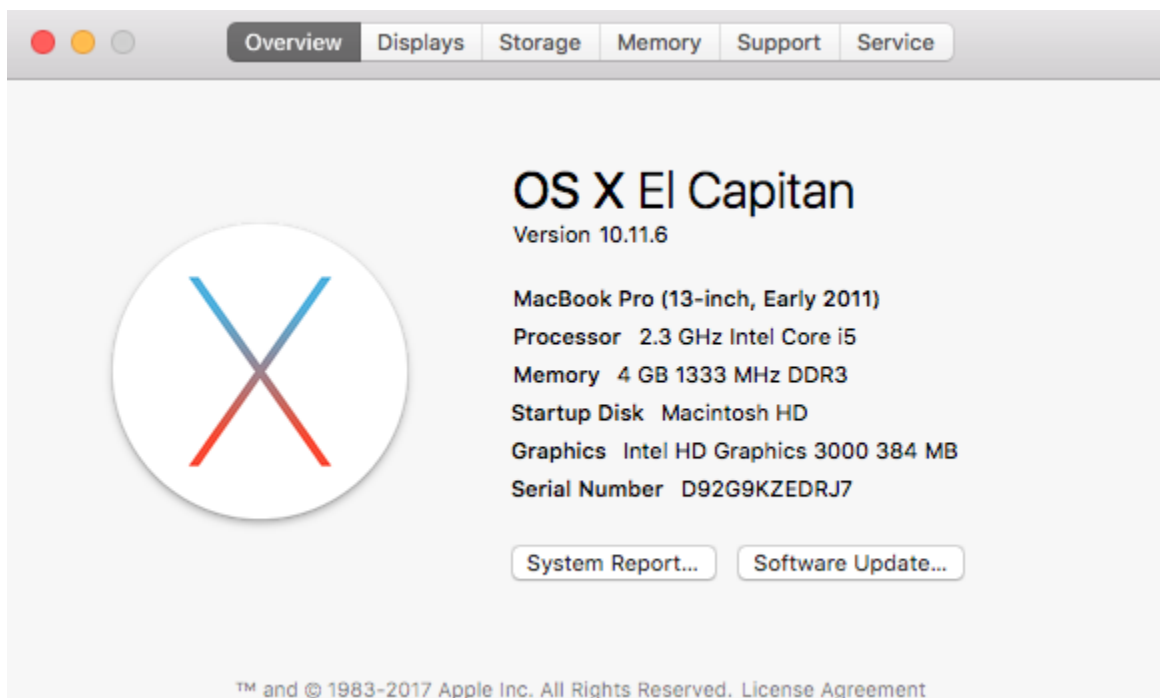 Overview Displays Storage Memory Support Service
OS X El Capitan
Version 10.11.6
MacBook Pro (13-inch, Early 2011)
Processor 2.3 GHz Intel Core i5
Memory 4 GB 1333 MHz DDR3
Startup Disk Macintosh HD
Graphics Intel HD Graphics 3000 384 MB
Serial Number D92G9KZEDRJ7
System Report... Software Update...
™ and © 1983-2017 Apple Inc. All Rights Reserved. License Agreement